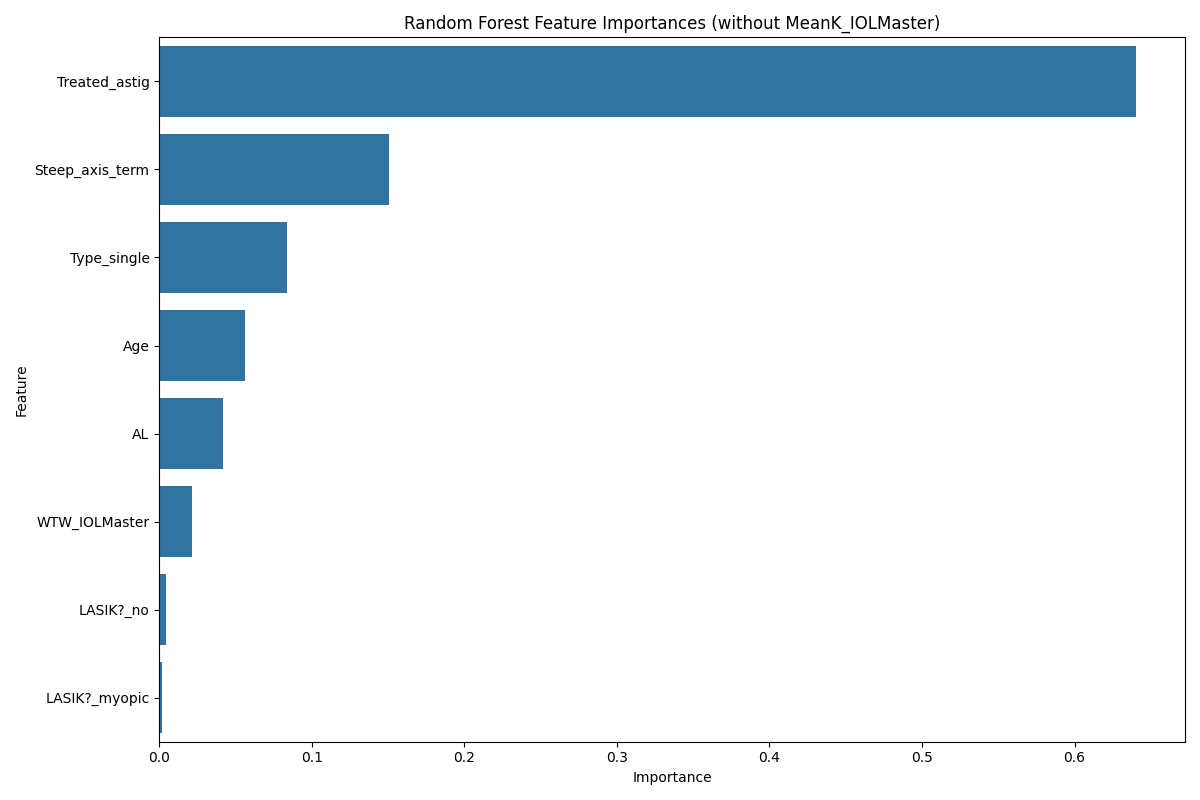 Random Forest Feature Importances (without MeanK_IOLMaster)
Feature
Treated_astig
Steep_axis_term
Type_single
Age
AL
WTW_IOLMaster
LASIK?_no
LASIK?_myopic
0.0 0.1 0.2 0.3 0.4 0.5 0.6
Importance